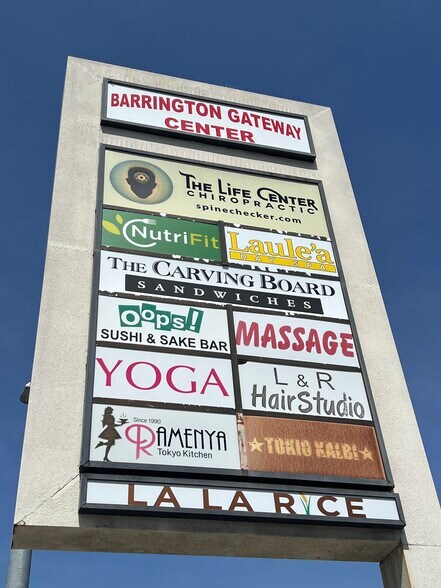 BARRINGTON GATEWAY
CENTER
THE LIFE CENTER
CHIROPRACTIC
spinechecker.com
NutriFit
Laule'a
DAY SPA
THE CARVING BOARD
SANDWICHES
Oops!
SUSHI & SAKE BAR
MASSAGE
YOGA
L & R
HairStudio
Since 1990
RAMENYA
Tokyo Kitchen
TOKIO KALBI
LA LA RICE